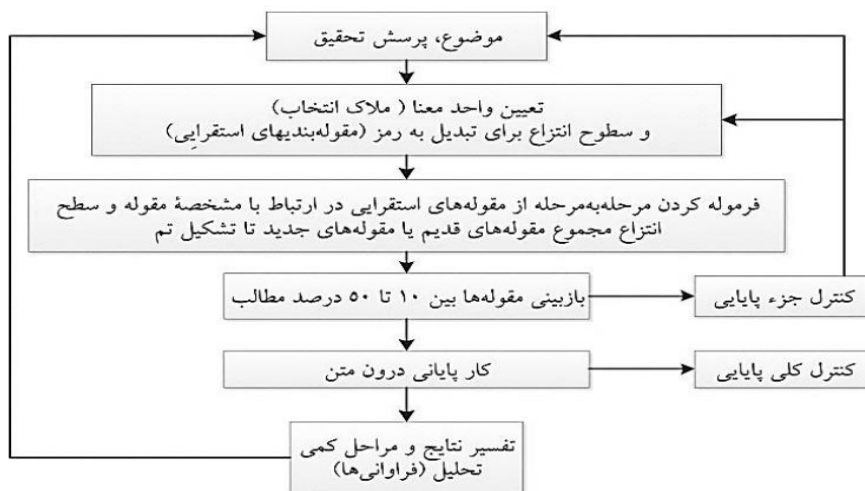 موضوع، پرسش تحقیق
تعیین واحد معنا ( ملاک انتخاب)
و سطوح انتزاع برای تبدیل به رمز (مقوله‌بندیهای استقرایِی)
فرموله کردن مرحله‌به‌مرحله از مقوله‌های استقرایی در ارتباط با مشخصهٔ مقوله و سطح
انتزاع مجموع مقوله‌های قدیم یا مقوله‌های جدید تا تشکیل تم
بازبینی مقوله‌ها بین ۱۰ تا ۵۰ درصد مطالب
کنترل جزء پایایی
کار پایانی درون متن
کنترل کلی پایایی
تفسیر نتایج و مراحل کمی
تحلیل (فراوانی‌ها)